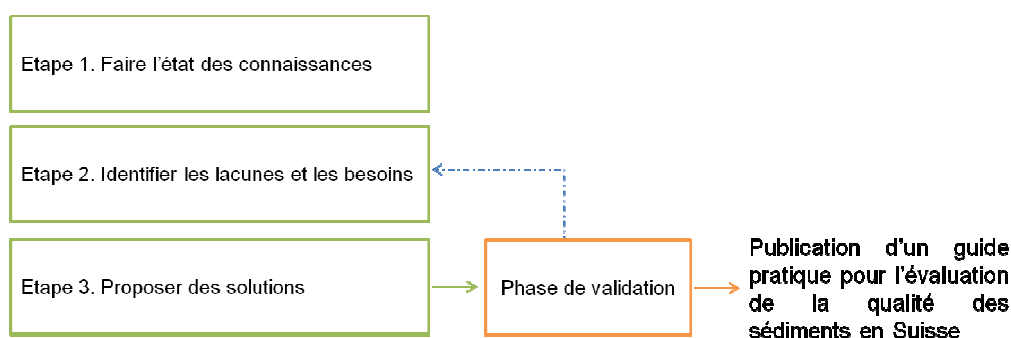 Etape 1. Faire l'état des connaissances
Etape 2. Identifier les lacunes et les besoins
Etape 3. Proposer des solutions
Phase de validation
Publication d'un guide
pratique pour l'évaluation
de la qualité des
sédiments en Suisse